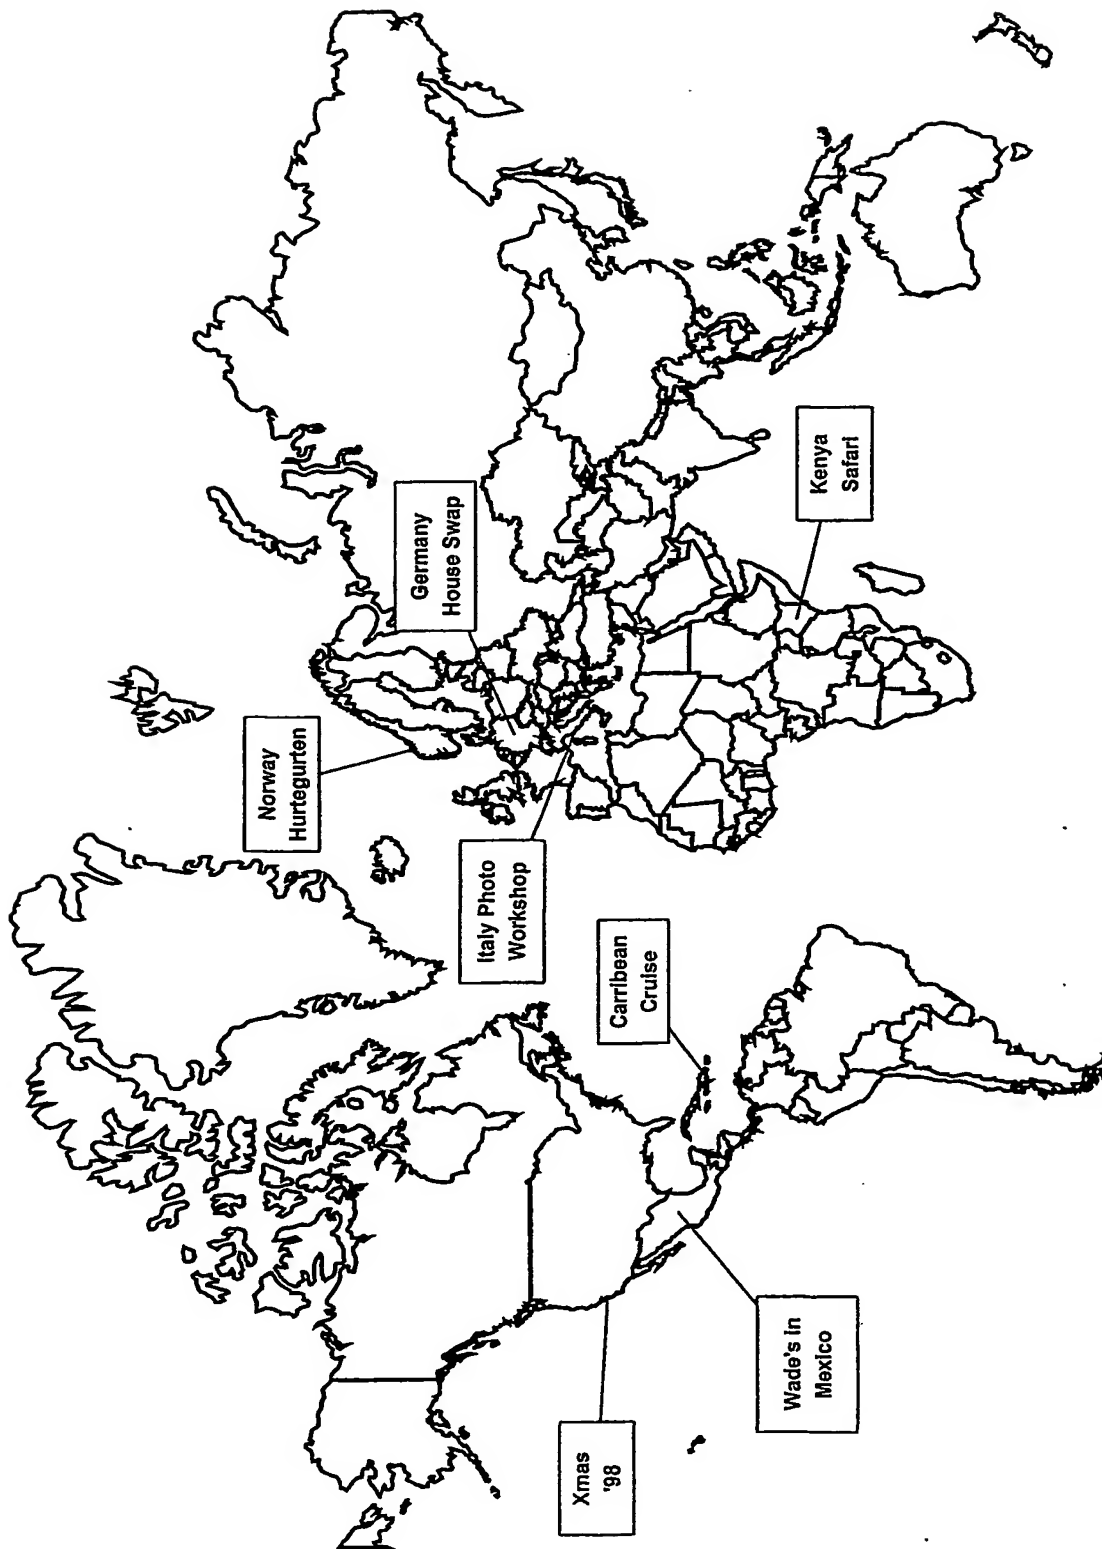 Norway
Hurtegurten
Germany
House Swap
Italy Photo
Workshop
Carribean
Cruise
Kenya
Safari
Xmas
'98
Wade's in
Mexico